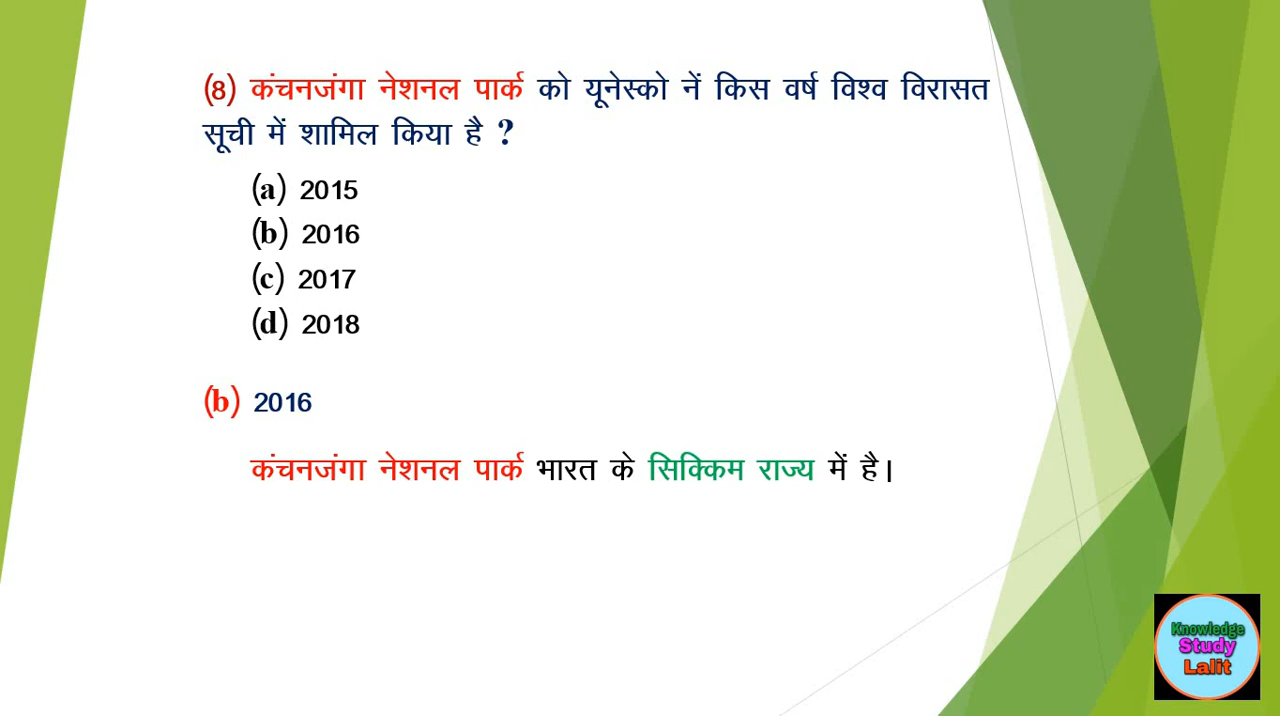 (8) कंचनजंगा नेशनल पार्क को यूनेस्को नें किस वर्ष विश्व विरासत
सूची में शामिल किया है ?
(a) 2015
(b) 2016
(c) 2017
(d) 2018
(b) 2016
कंचनजंगा नेशनल पार्क भारत के सिक्किम राज्य में है।
Knowledge
Study
Lalit